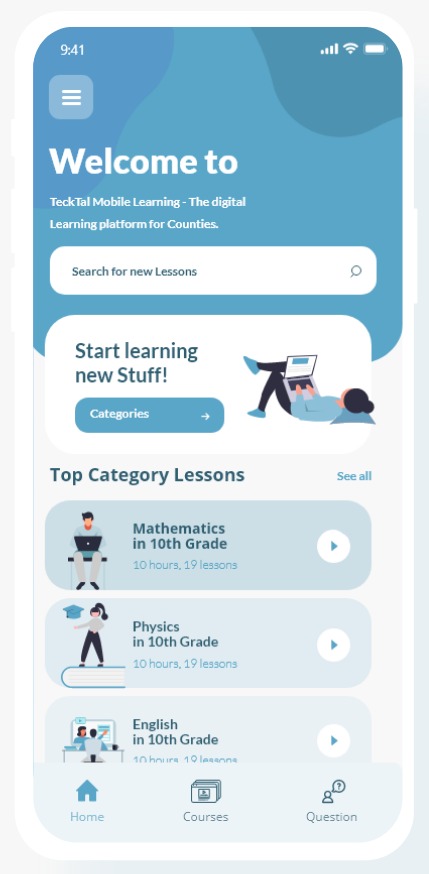 9:41
Welcome to
TeckTal Mobile Learning - The digital
Learning platform for Counties.
Search for new Lessons
Start learning
new Stuff!
Categories
Top Category Lessons
See all
Mathematics
in 10th Grade
10 hours, 19 lessons
Physics
in 10th Grade
10 hours, 19 lessons
English
in 10th Grade
10 hours, 19 lessons
Home
Courses
Question